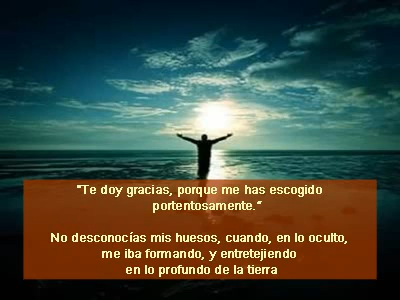 "Te doy gracias, porque me has escogido
portentosamente."
No desconocías mis huesos, cuando, en lo oculto,
me iba formando, y entretejiendo
en lo profundo de la tierra